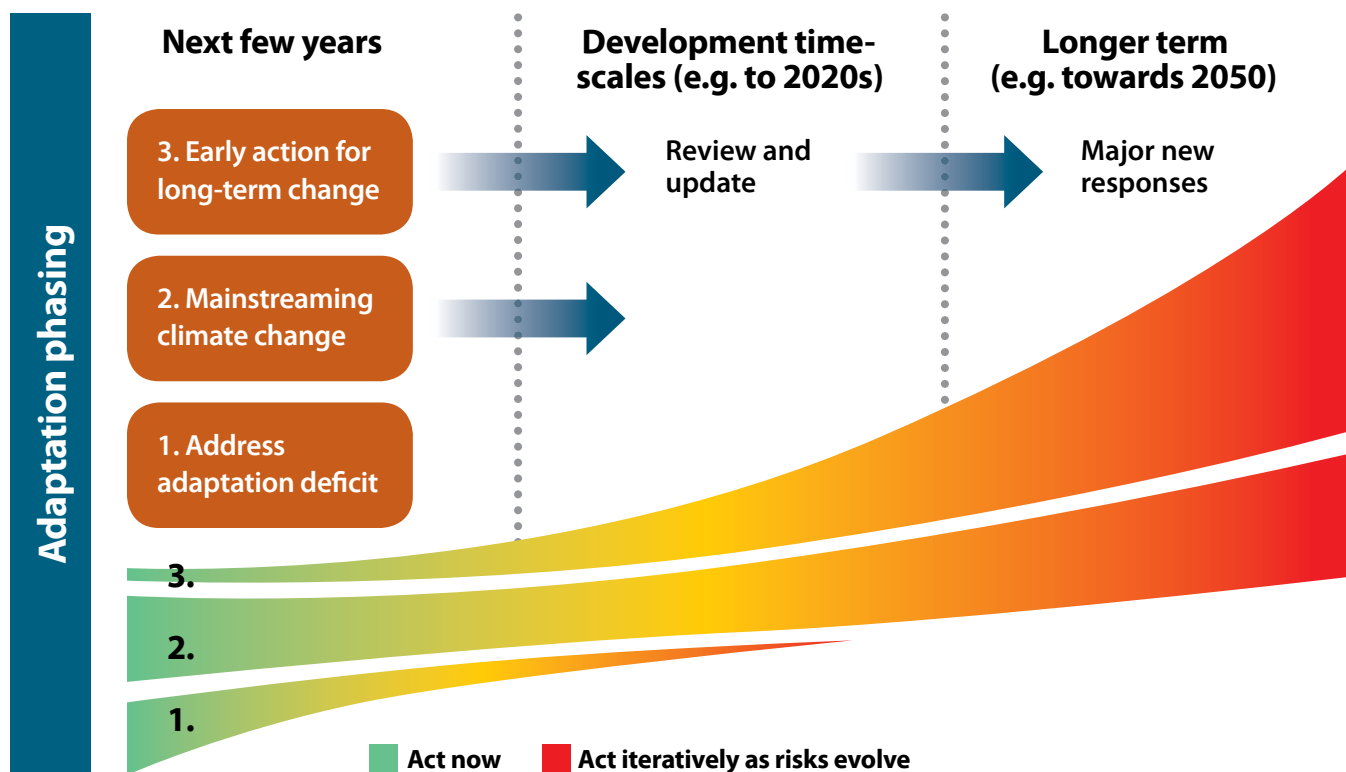 Adaptation phasing
Next few years
Development time-
scales (e.g. to 2020s)
Longer term
(e.g. towards 2050)
3. Early action for
long-term change
Review and
update
Major new
responses
2. Mainstreaming
climate change
1. Address
adaptation deficit
3.
2.
1.
Act now
Act iteratively as risks evolve